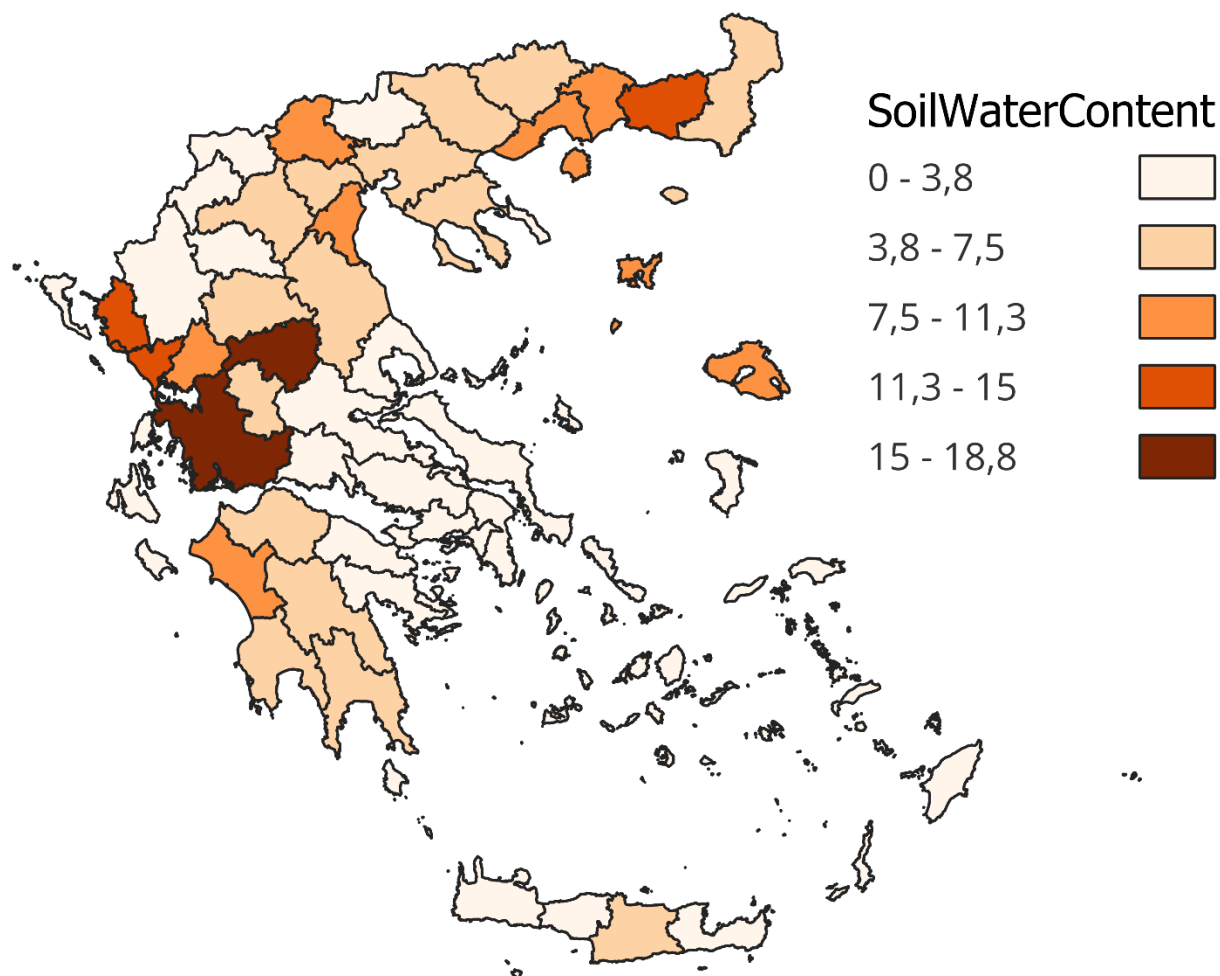 SoilWaterContent
0 - 3,8
3,8 - 7,5
7,5 - 11,3
11,3 - 15
15 - 18,8